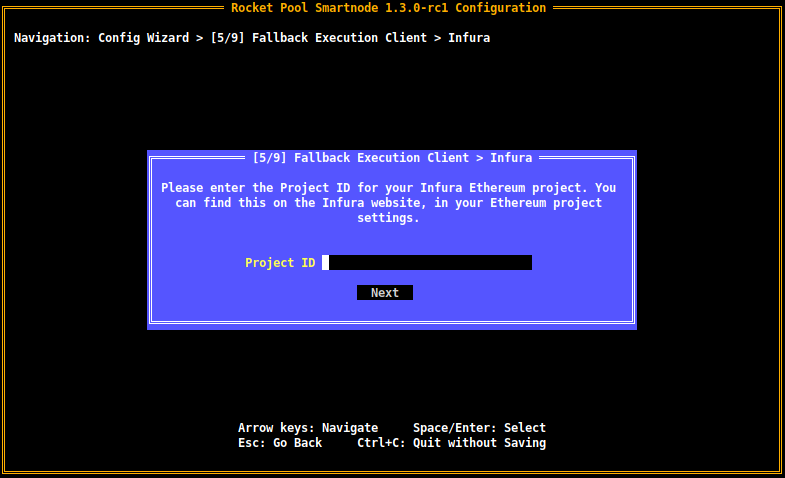 Rocket Pool Smartnode 1.3.0-rc1 Configuration
Navigation: Config Wizard > [5/9] Fallback Execution Client > Infura
[5/9] Fallback Execution Client > Infura
Please enter the Project ID for your Infura Ethereum project. You
can find this on the Infura website, in your Ethereum project
settings.
Project ID
Next
Arrow keys: Navigate     Space/Enter: Select
Esc: Go Back     Ctrl+C: Quit without Saving